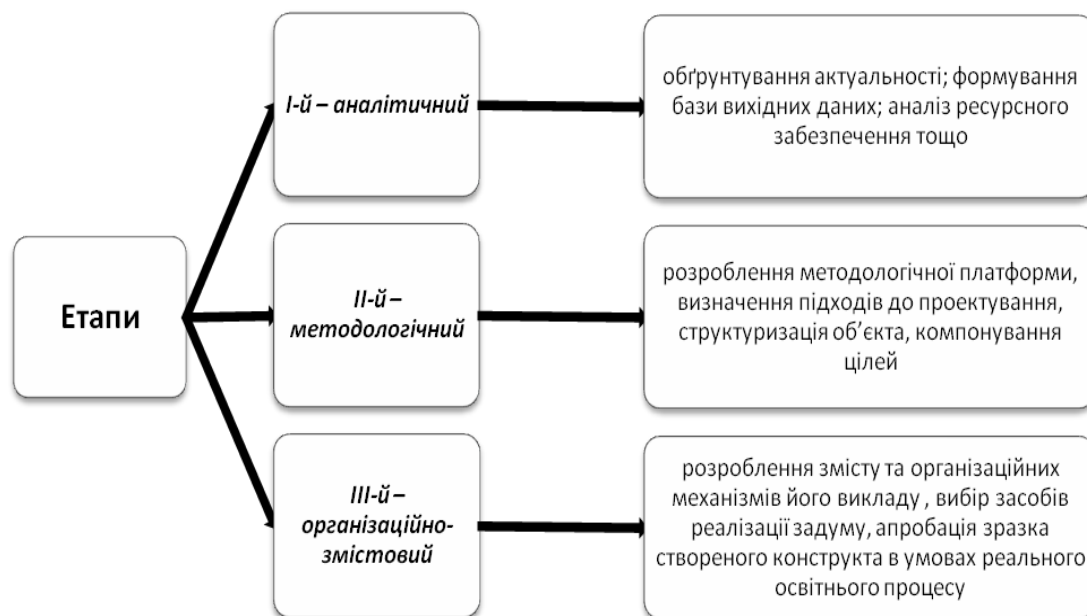 Етапи
І-й – аналітичний
обґрунтування актуальності; формування
бази вихідних даних; аналіз ресурсного
забезпечення тощо
ІІ-й –
методологічний
розроблення методологічної платформи,
визначення підходів до проектування,
структуризація об’єкта, компонування
цілей
ІІІ-й –
організаційно-
змістовий
розроблення змісту та організаційних
механізмів його викладу , вибір засобів
реалізації задуму, апробація зразка
створеного конструкта в умовах реального
освітнього процесу